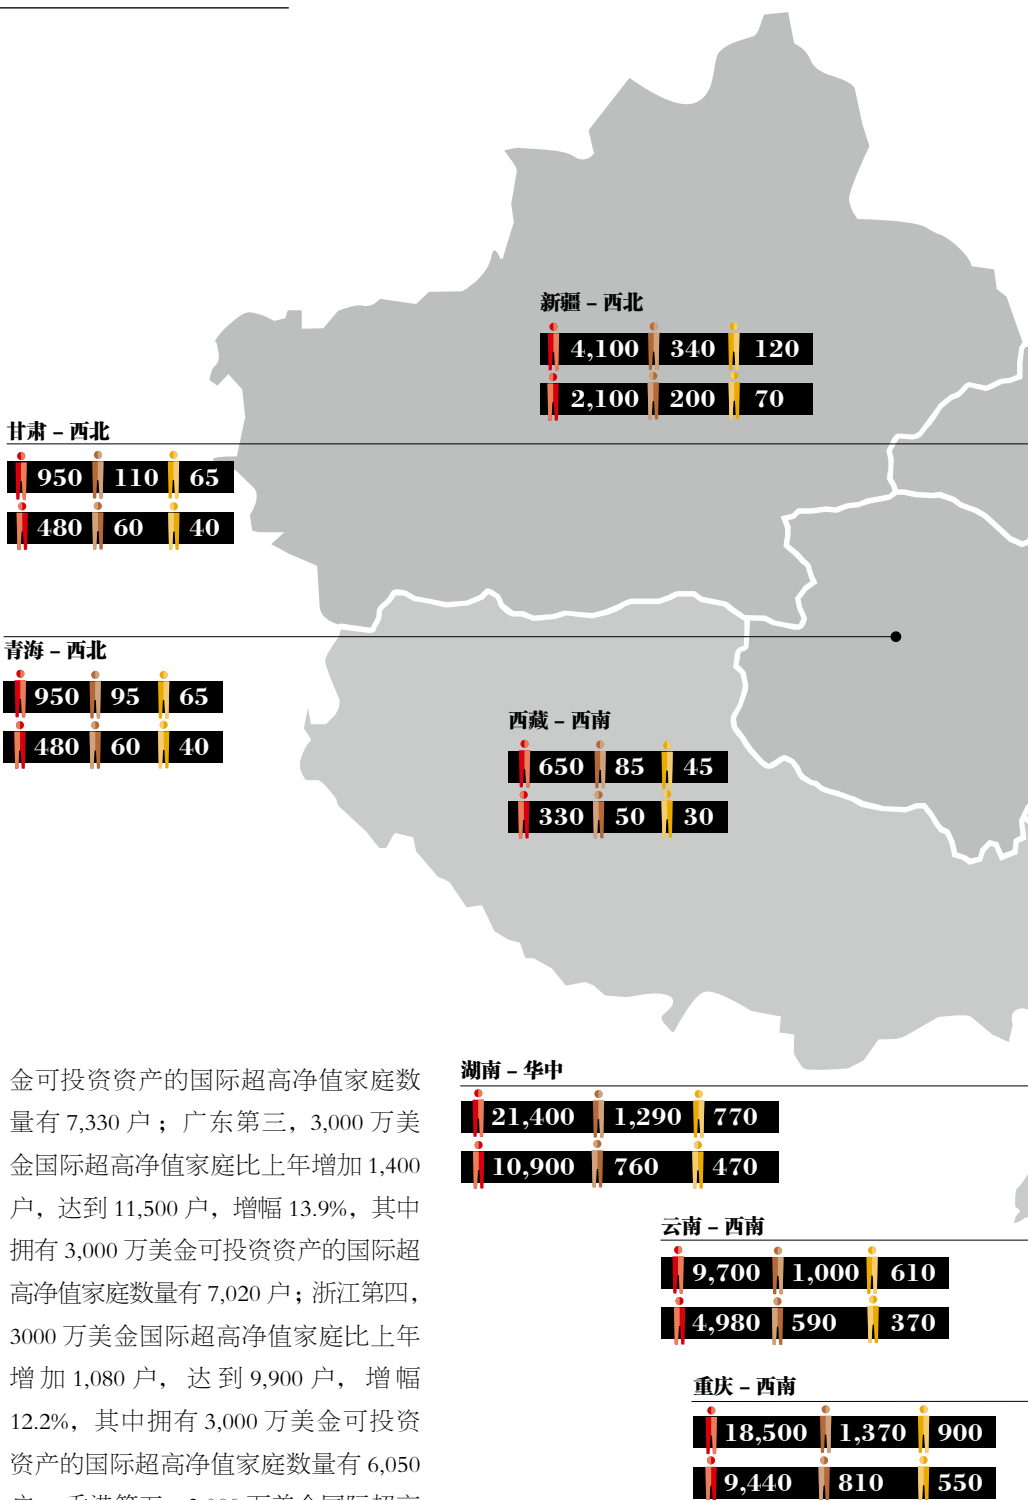 新疆 – 西北
4,100 340 120
2,100 200 70
甘肃 – 西北
950 110 65
480 60 40
青海 – 西北
950 95 65
480 60 40
西藏 – 西南
650 85 45
330 50 30
金可投资资产的国际超高净值家庭数
量有 7,330 户；广东第三，3,000 万美
金国际超高净值家庭比上年增加 1,400
户，达到 11,500 户，增幅 13.9%，其中
拥有 3,000 万美金可投资资产的国际超
高净值家庭数量有 7,020 户；浙江第四，
3000 万美金国际超高净值家庭比上年
增加 1,080 户，达到 9,900 户，增幅
12.2%，其中拥有 3,000 万美金可投资
资产的国际超高净值家庭数量有 6,050
湖南 – 华中
21,400 1,290 770
10,900 760 470
云南 – 西南
9,700 1,000 610
4,980 590 370
重庆 – 西南
18,500 1,370 900
9,440 810 550